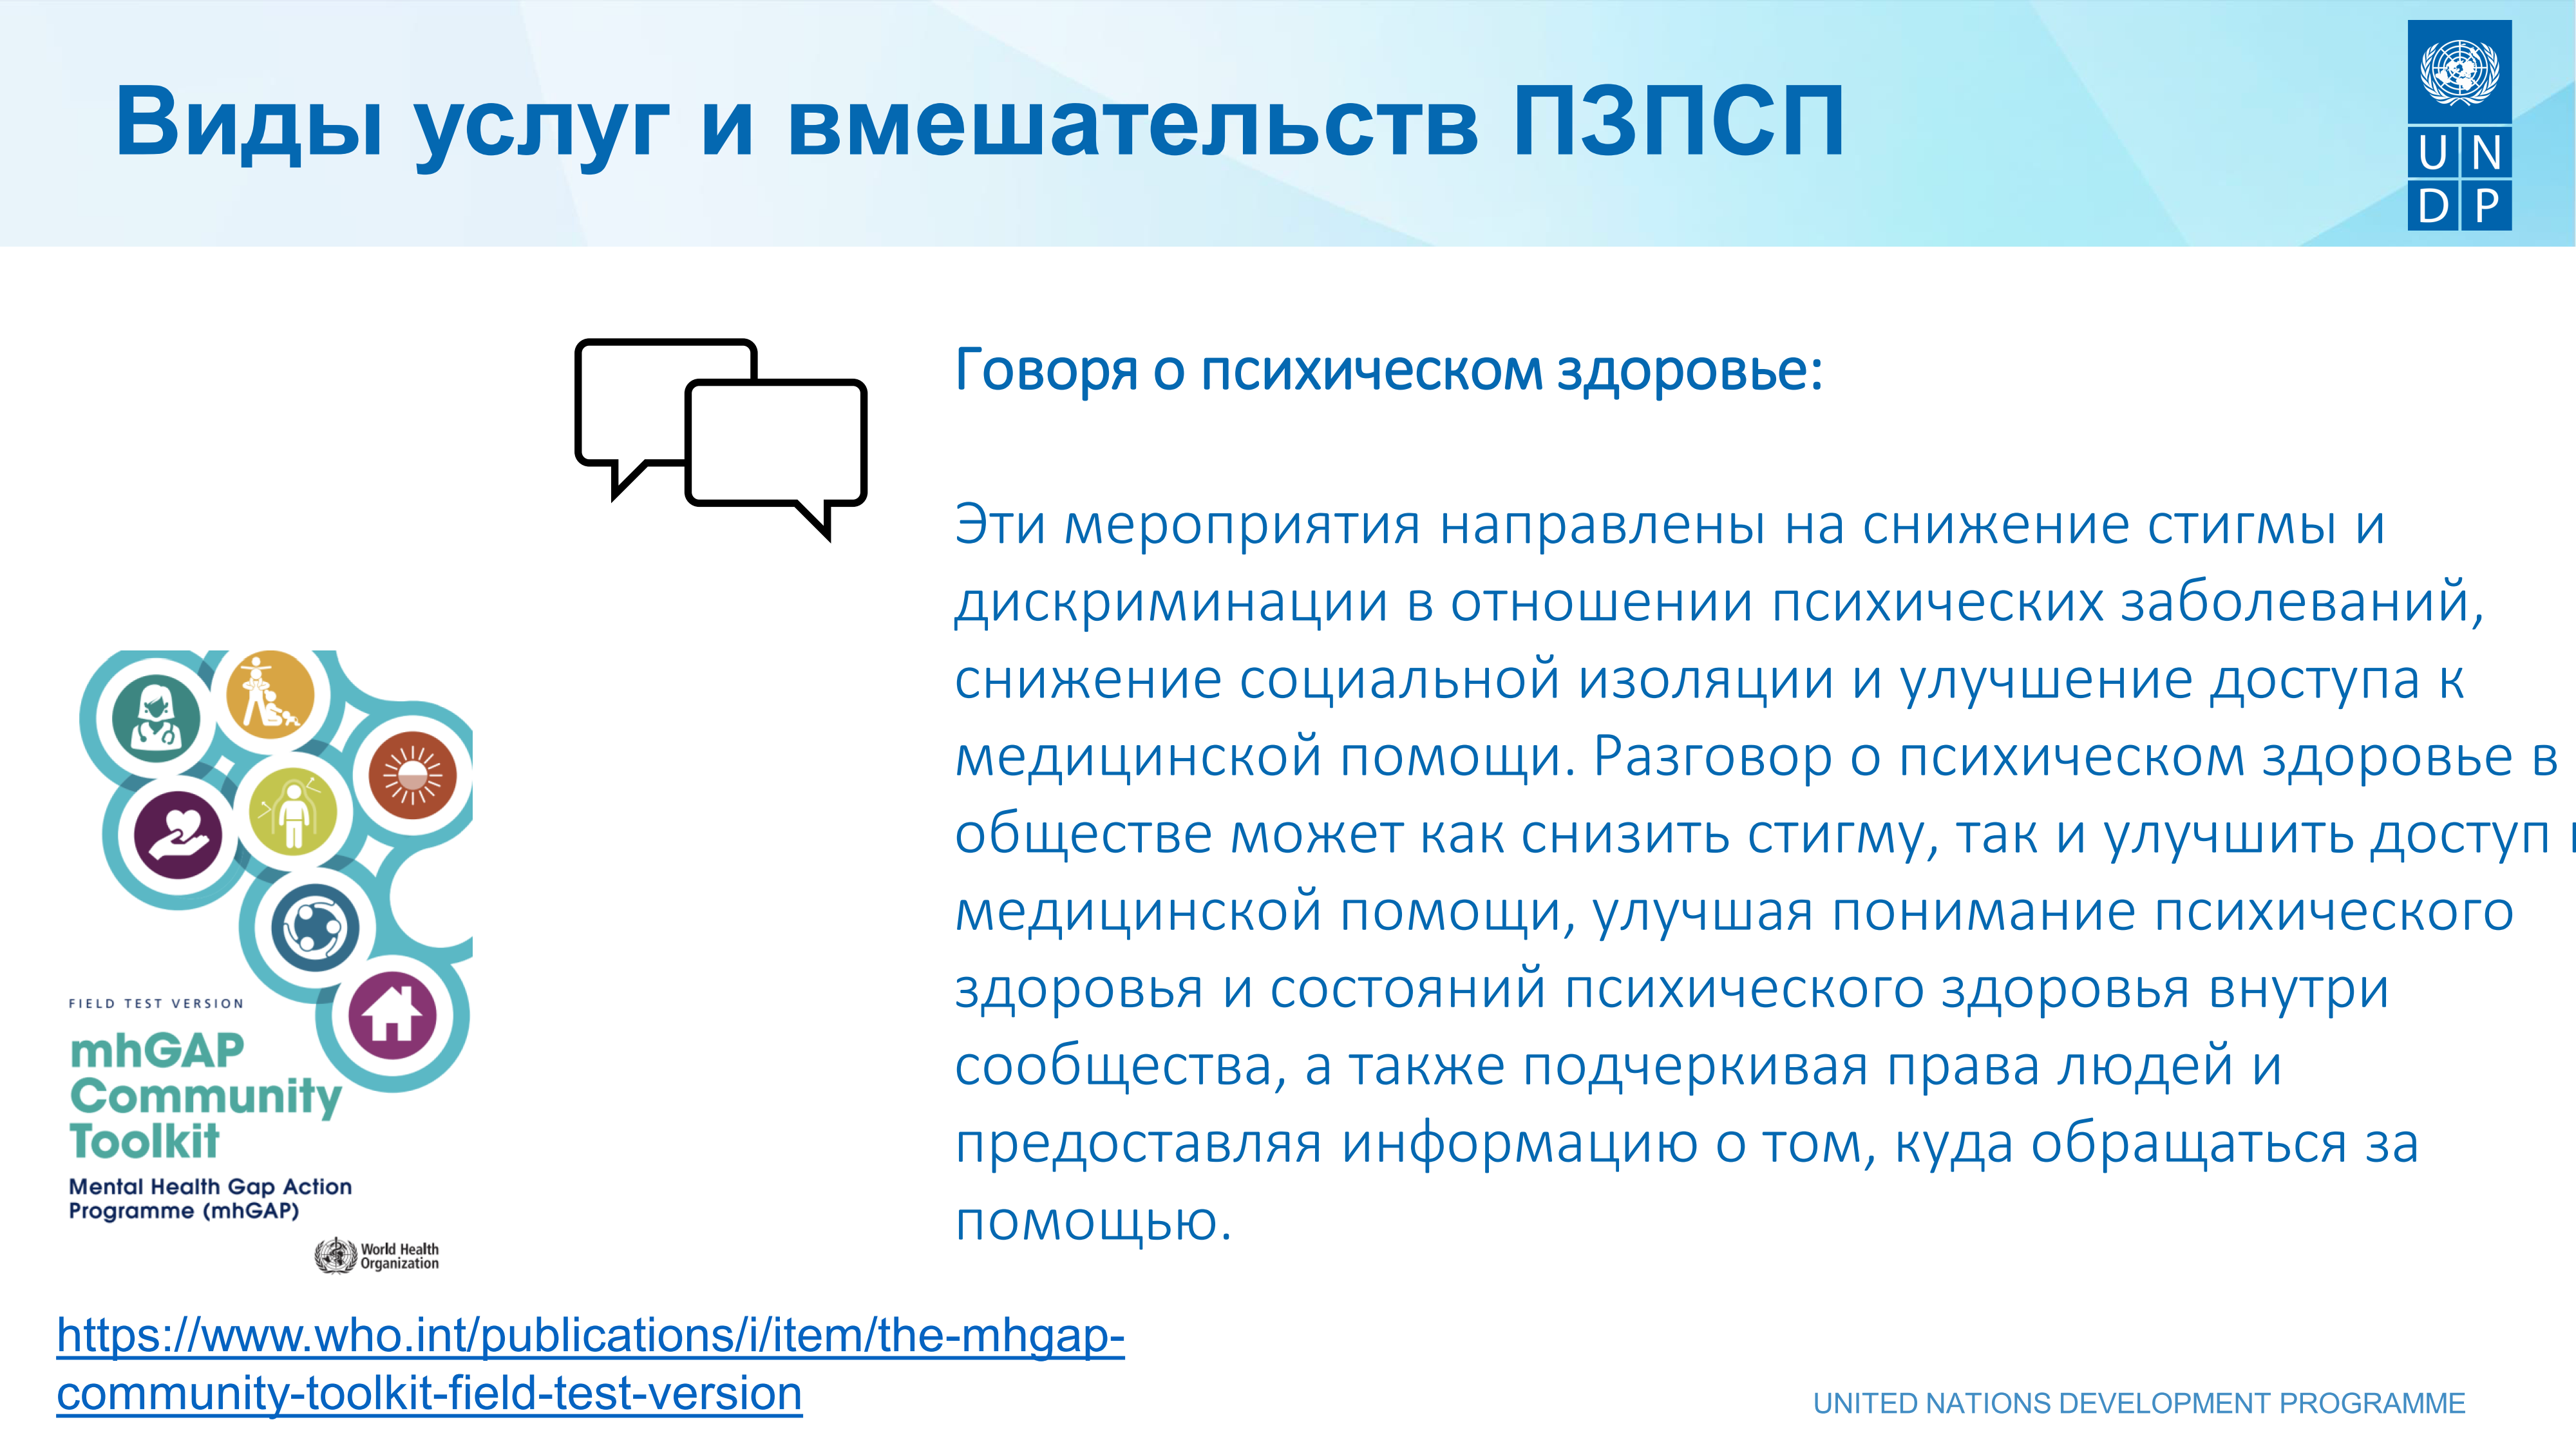 Виды услуг и вмешательств ПЗПСП
U N
D P
Говоря о психическом здоровье:
Эти мероприятия направлены на снижение стигмы и
дискриминации в отношении психических заболеваний,
снижение социальной изоляции и улучшение доступа к
медицинской помощи. Разговор о психическом здоровье в
обществе может как снизить стигму, так и улучшить доступ
медицинской помощи, улучшая понимание психического
здоровья и состояний психического здоровья внутри
сообщества, а также подчеркивая права людей и
предоставляя информацию о том, куда обращаться за
помощью.
FIELD TEST VERSION
mhGAP
Community
Toolkit
Mental Health Gap Action
Programme (mhGAP)
World Health
Organization
https://www.who.int/publications/i/item/the-mhgap-
community-toolkit-field-test-version
UNITED NATIONS DEVELOPMENT PROGRAMME